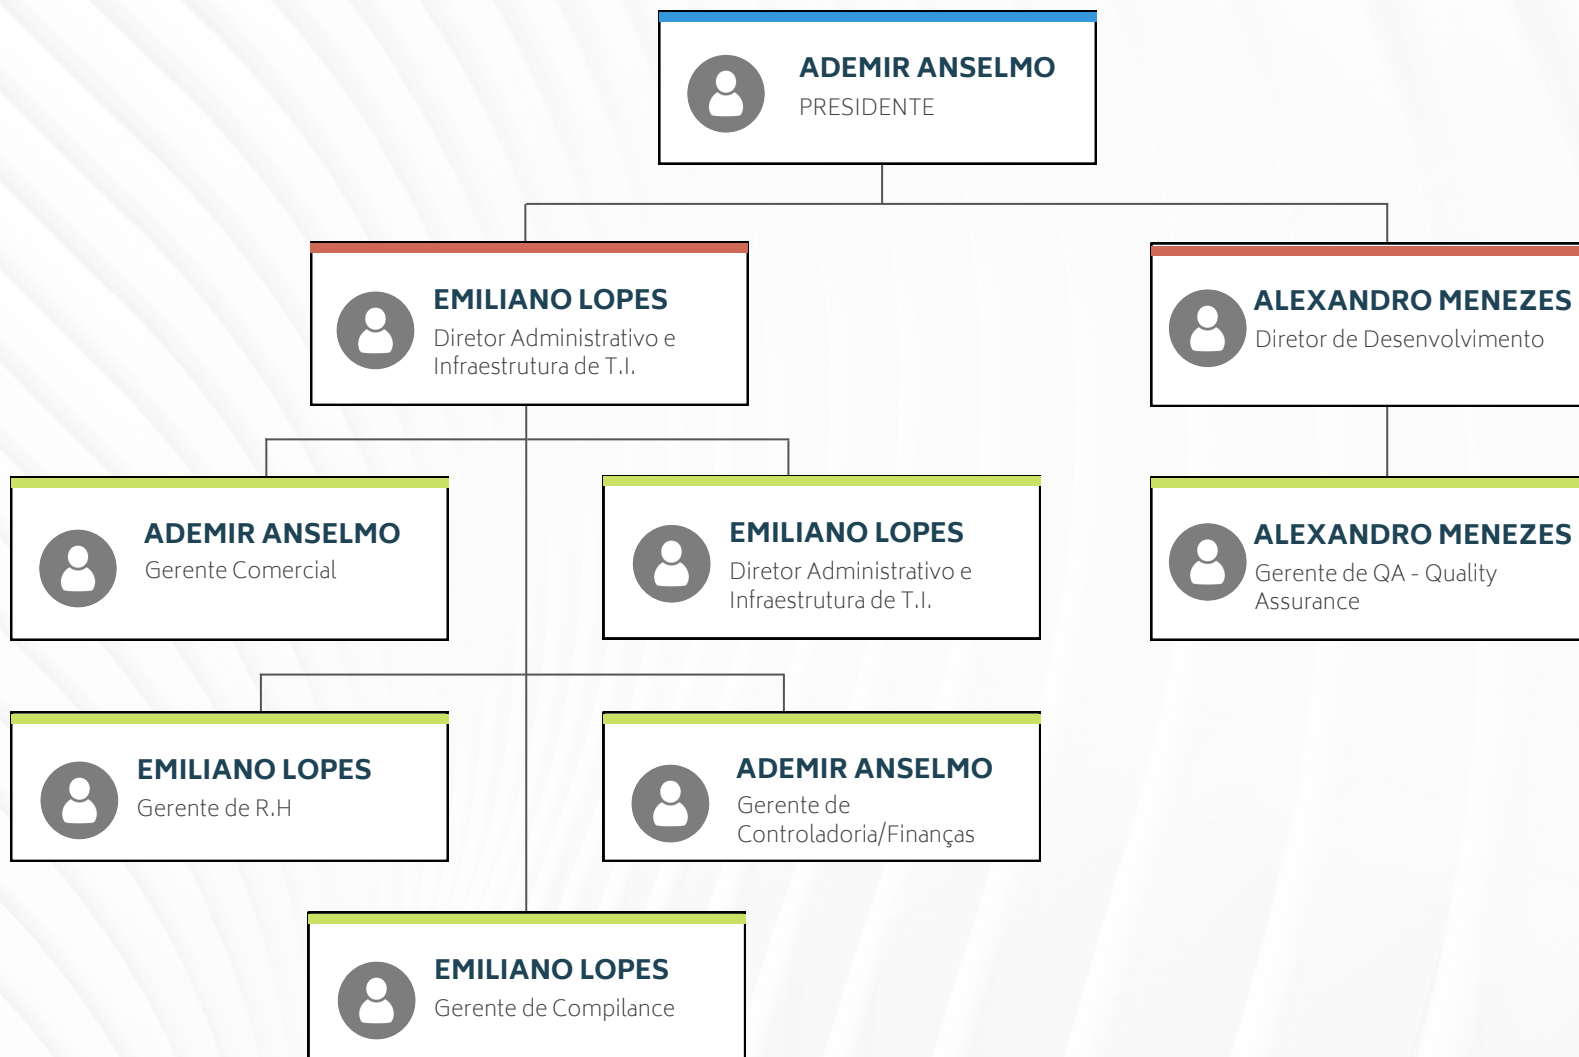 ADEMIR ANSELMO
PRESIDENTE
EMILIANO LOPES
Diretor Administrativo e
Infraestrutura de T.I.
ALEXANDRO MENEZES
Diretor de Desenvolvimento
ADEMIR ANSELMO
Gerente Comercial
EMILIANO LOPES
Diretor Administrativo e
Infraestrutura de T.I.
ALEXANDRO MENEZES
Gerente de QA - Quality
Assurance
EMILIANO LOPES
Gerente de R.H
ADEMIR ANSELMO
Gerente de
Controladoria/Finanças
EMILIANO LOPES
Gerente de Compilance